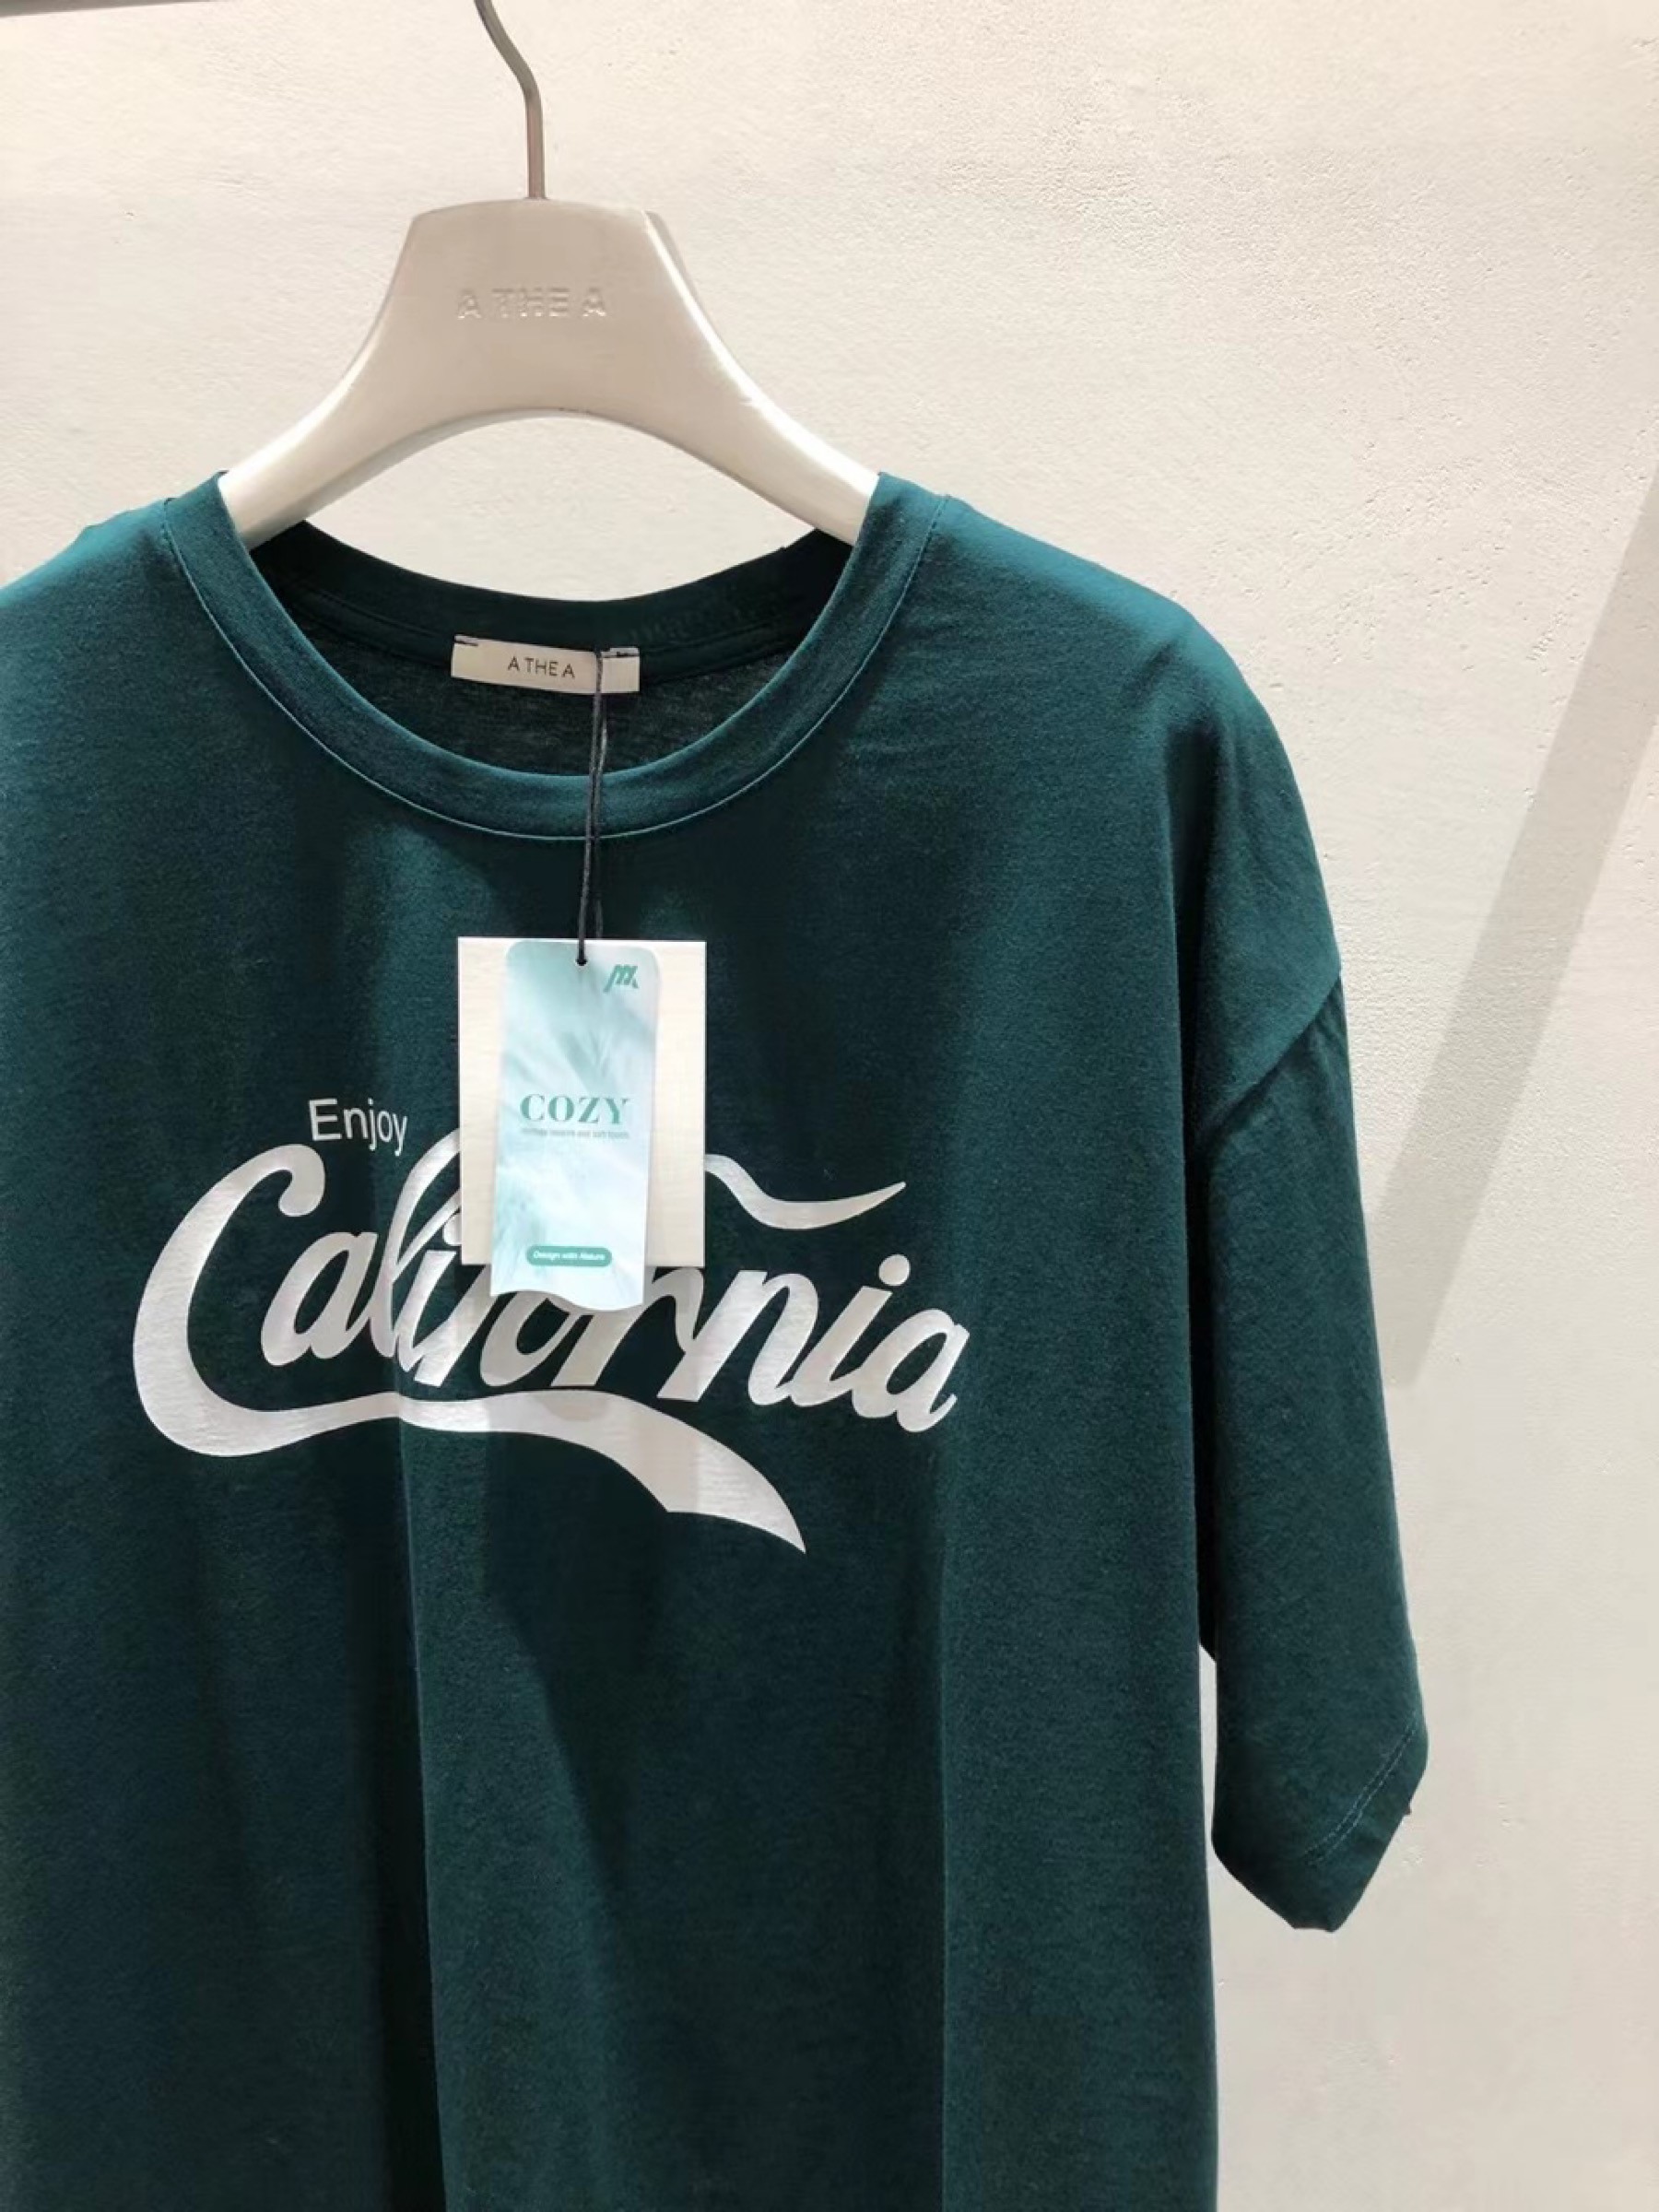 ATHEA
ATHEA
COZY
Design with Nature
Enjoy
California